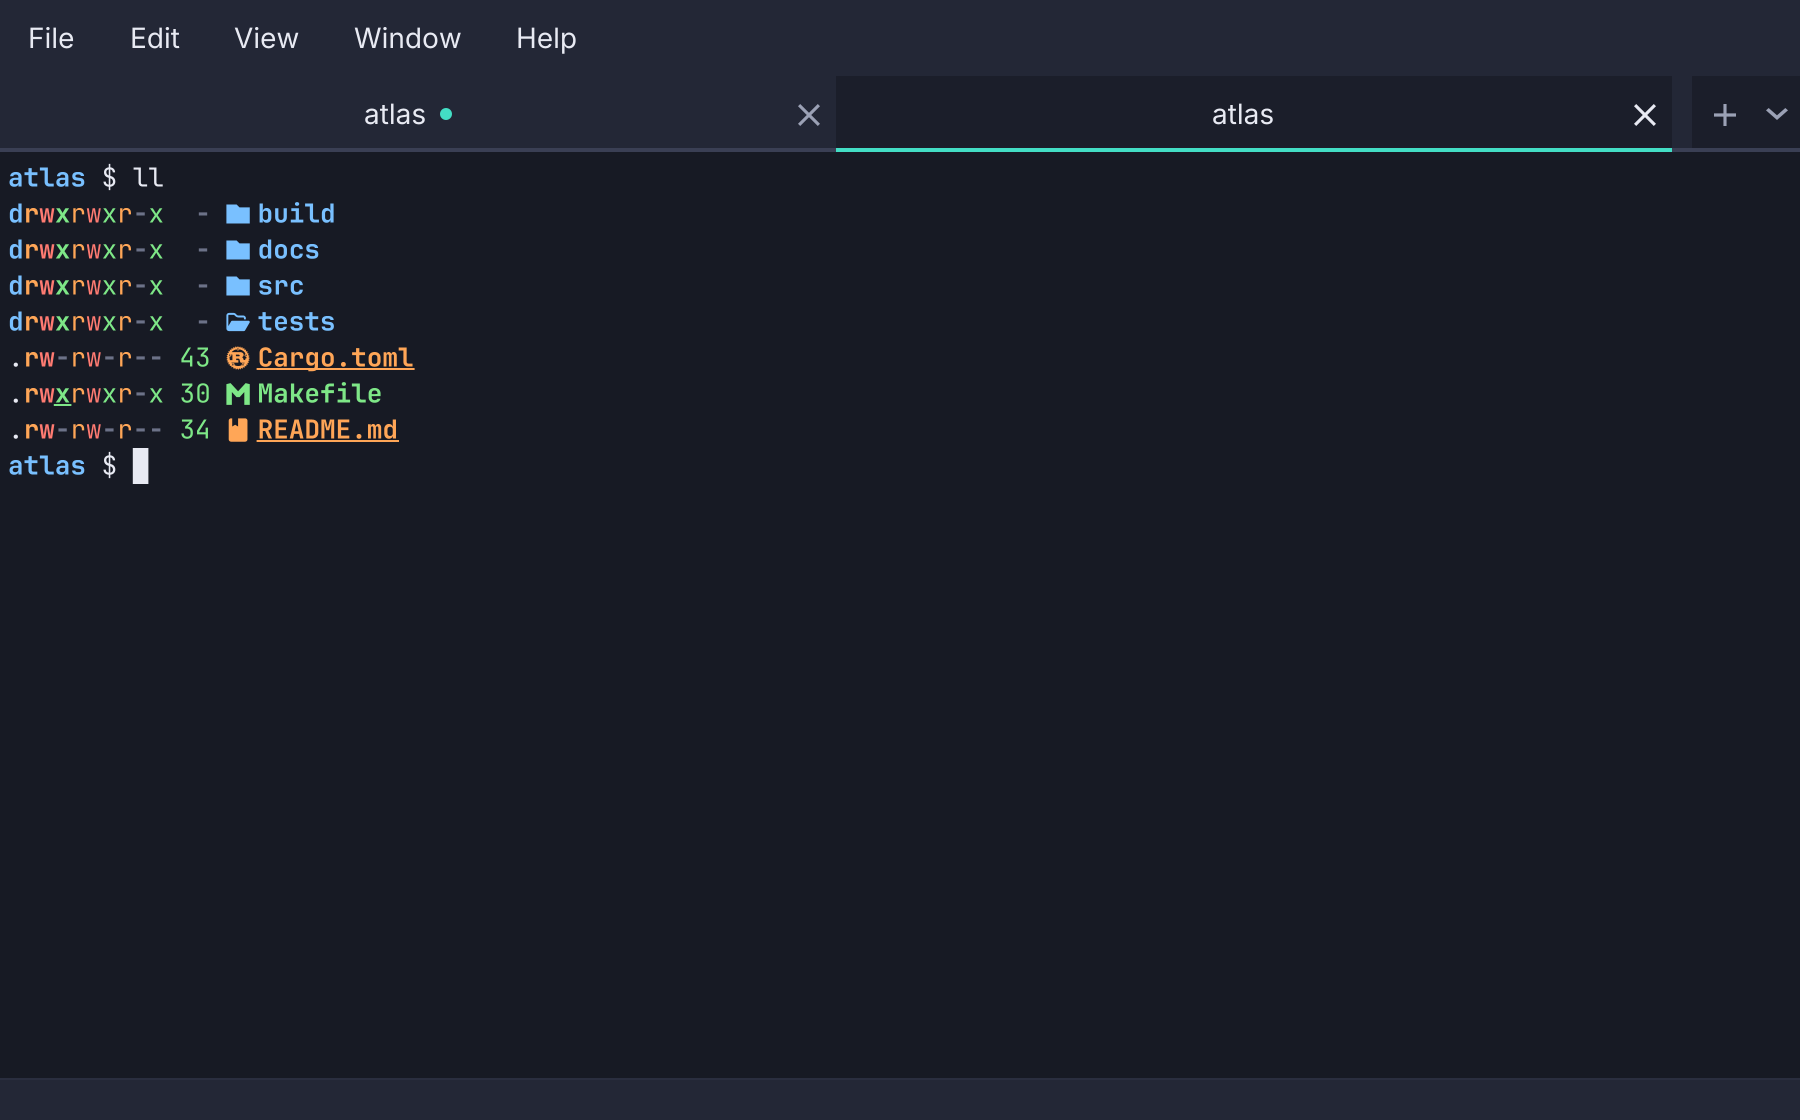 File Edit View Window Help
atlas atlas
atlas $ ll
drwxrwxr-x - build
drwxrwxr-x - docs
drwxrwxr-x - src
drwxrwxr-x - tests
.rw-rw-r-- 43 Cargo.toml
.rwxrwxr-x 30 Makefile
.rw-rw-r-- 34 README.md
atlas $